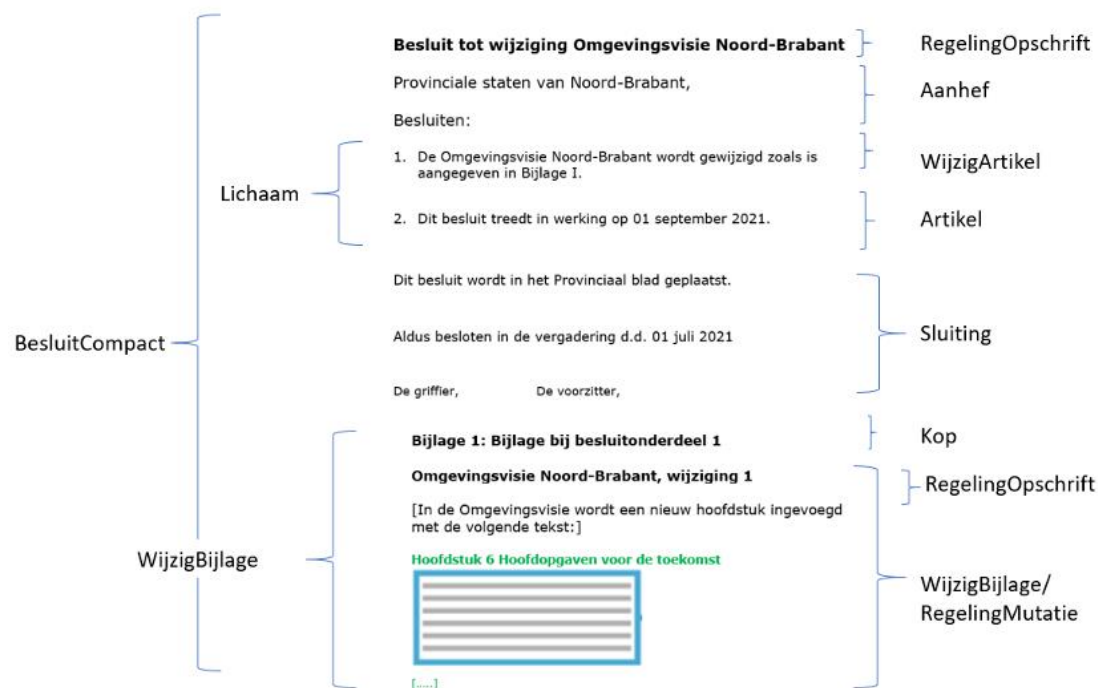 Besluit tot wijziging Omgevingsvisie Noord-Brabant
RegelingOpschrift
Provinciale staten van Noord-Brabant,
Aanhef
Besluiten:
1. De Omgevingsvisie Noord-Brabant wordt gewijzigd zoals is
aangegeven in Bijlage I.
WijzigArtikel
Lichaam
2. Dit besluit treedt in werking op 01 september 2021.
Artikel
Dit besluit wordt in het Provinciaal blad geplaatst.
BesluitCompact
Aldus besloten in de vergadering d.d. 01 juli 2021
Sluiting
De griffier, De voorzitter,
Bijlage 1: Bijlage bij besluitonderdeel 1
Kop
Omgevingsvisie Noord-Brabant, wijziging 1
RegelingOpschrift
[In de Omgevingsvisie wordt een nieuw hoofdstuk ingevoegd
met de volgende tekst:]
WijzigBijlage
Hoofdstuk 6 Hoofdopgaven voor de toekomst
WijzigBijlage/
RegelingMutatie
[.....]